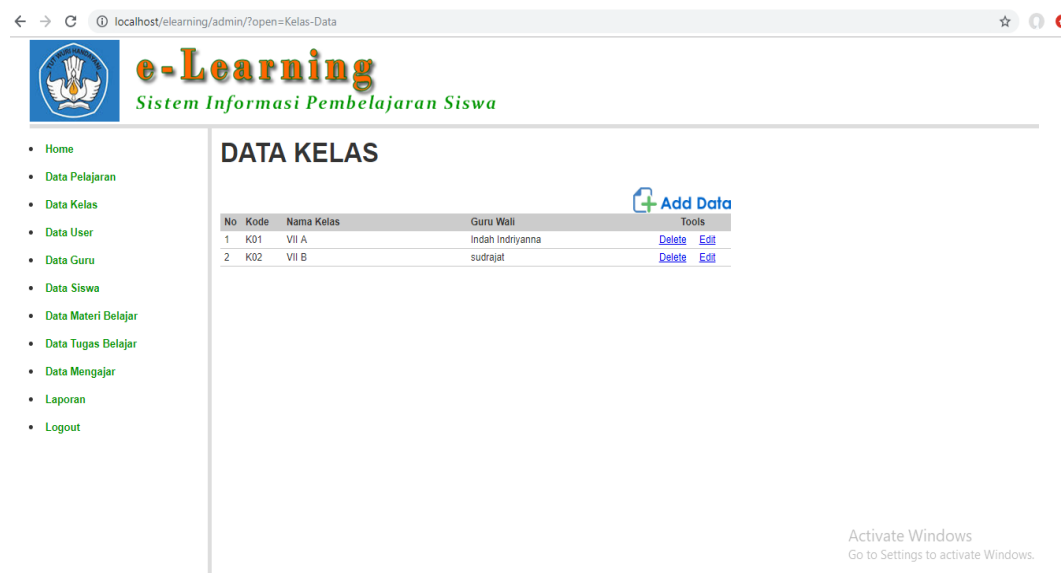 localhost/elearning/admin/?open=Kelas-Data
TUT WURI HANDAYANI
e-Learning
Sistem Informasi Pembelajaran Siswa
Home
Data Pelajaran
Data Kelas
Data User
Data Guru
Data Siswa
Data Materi Belajar
Data Tugas Belajar
Data Mengajar
Laporan
Logout
DATA KELAS
Add Data
No Kode Nama Kelas Guru Wali Tools
1 K01 VII A Indah Indriyanna Delete Edit
2 K02 VII B sudrajat Delete Edit
Activate Windows
Go to Settings to activate Windows.